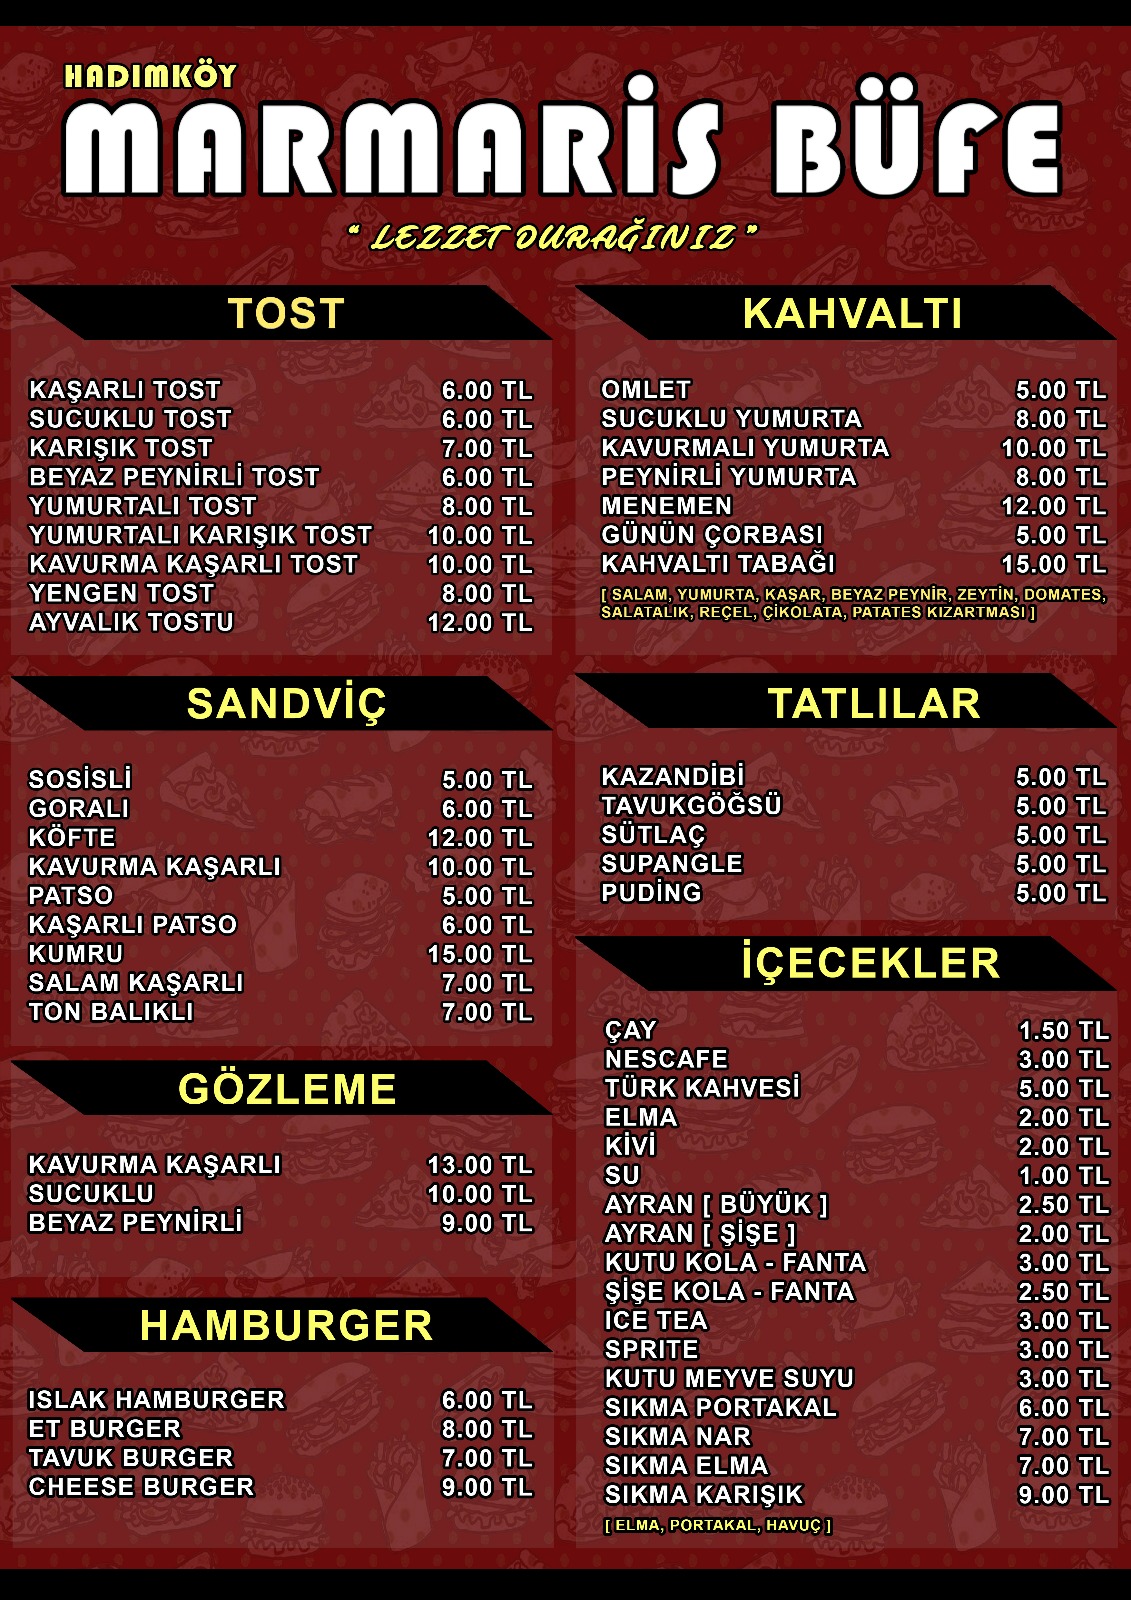 HADIMKÖY
MARMARİS BÜFE
“ LEZZET DURAĞINIZ ”
TOST
KAŞARLI TOST 6.00 TL
SUCUKLU TOST 6.00 TL
KARIŞIK TOST 7.00 TL
BEYAZ PEYNİRLİ TOST 6.00 TL
YUMURTALI TOST 8.00 TL
YUMURTALI KARIŞIK TOST 10.00 TL
KAVURMA KAŞARLI TOST 10.00 TL
YENGEN TOST 8.00 TL
AYVALIK TOSTU 12.00 TL
SANDVİÇ
SOSİSLİ 5.00 TL
GORALI 6.00 TL
KÖFTE 12.00 TL
KAVURMA KAŞARLI 10.00 TL
PATSO 5.00 TL
KAŞARLI PATSO 6.00 TL
KUMRU 15.00 TL
SALAM KAŞARLI 7.00 TL
TON BALIKLI 7.00 TL
GÖZLEME
KAVURMA KAŞARLI 13.00 TL
SUCUKLU 10.00 TL
BEYAZ PEYNİRLİ 9.00 TL
HAMBURGER
ISLAK HAMBURGER 6.00 TL
ET BURGER 8.00 TL
TAVUK BURGER 7.00 TL
CHEESE BURGER 9.00 TL
KAHVALTI
OMLET 5.00 TL
SUCUKLU YUMURTA 8.00 TL
KAVURMALI YUMURTA 10.00 TL
PEYNİRLİ YUMURTA 8.00 TL
MENEMEN 12.00 TL
GÜNÜN ÇORBASI 5.00 TL
KAHVALTI TABAĞI 15.00 TL
[ SALAM, YUMURTA, KAŞAR, BEYAZ PEYNİR, ZEYTİN, DOMATES,
SALATALIK, REÇEL, ÇİKOLATA, PATATES KIZARTMASI ]
TATLILAR
KAZANDİBİ 5.00 TL
TAVUKGÖĞSÜ 5.00 TL
SÜTLAÇ 5.00 TL
SUPANGLE 5.00 TL
PUDİNG 5.00 TL
İÇECEKLER
ÇAY 1.50 TL
NESCAFE 3.00 TL
TÜRK KAHVESİ 5.00 TL
ELMA 2.00 TL
KİVİ 2.00 TL
SU 1.00 TL
AYRAN [ BÜYÜK ] 2.50 TL
AYRAN [ ŞİŞE ] 2.00 TL
KUTU KOLA - FANTA 3.00 TL
ŞİŞE KOLA - FANTA 2.50 TL
ICE TEA 3.00 TL
SPRITE 3.00 TL
KUTU MEYVE SUYU 3.00 TL
SIKMA PORTAKAL 6.00 TL
SIKMA NAR 7.00 TL
SIKMA ELMA 7.00 TL
SIKMA KARIŞIK 9.00 TL
[ ELMA, PORTAKAL, HAVUÇ ]